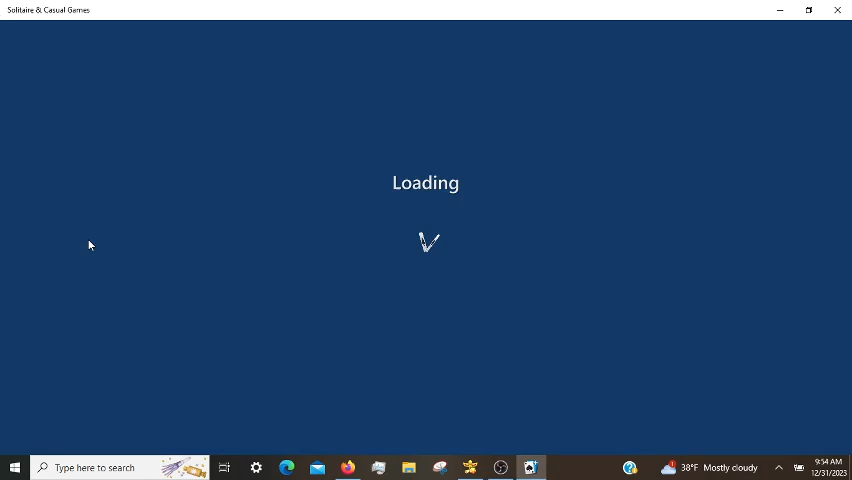 Solitaire & Casual Games
Loading
Type here to search
38°F Mostly cloudy
9:54 AM
12/31/2023